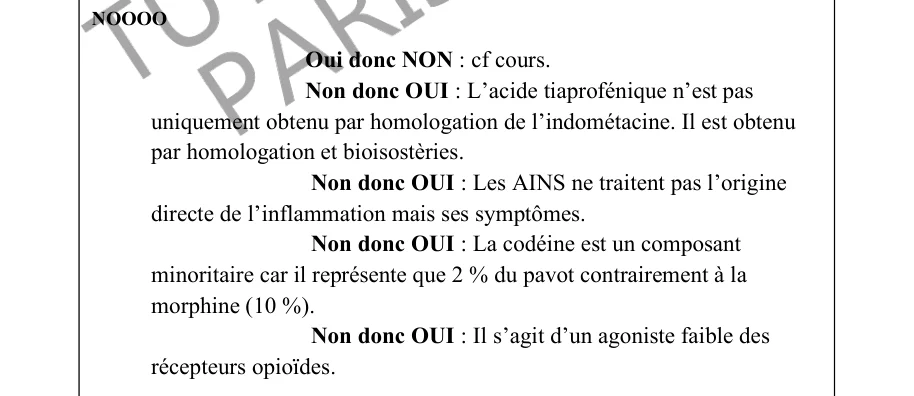 NOOOO
Oui donc NON : cf cours.
Non donc OUI : L’acide tiaprofénique n’est pas
uniquement obtenu par homologation de l’indométacine. Il est obtenu
par homologation et bioisostèries.
Non donc OUI : Les AINS ne traitent pas l’origine
directe de l’inflammation mais ses symptômes.
Non donc OUI : La codéine est un composant
minoritaire car il représente que 2 % du pavot contrairement à la
morphine (10 %).
Non donc OUI : Il s’agit d’un agoniste faible des
récepteurs opioïdes.